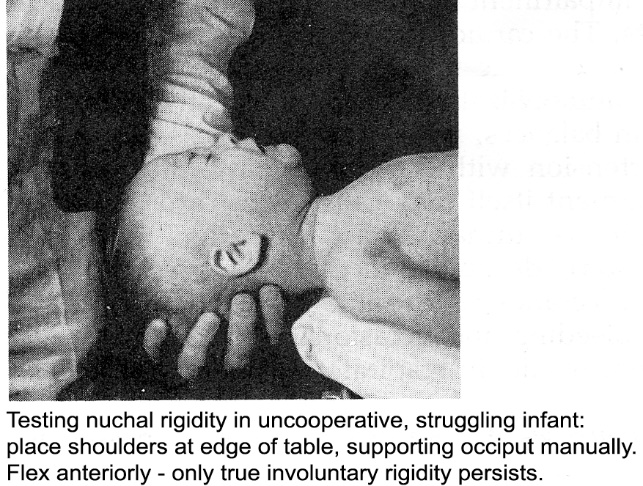 Testing nuchal rigidity in uncooperative, struggling infant:
place shoulders at edge of table, supporting occiput manually.
Flex anteriorly - only true involuntary rigidity persists.